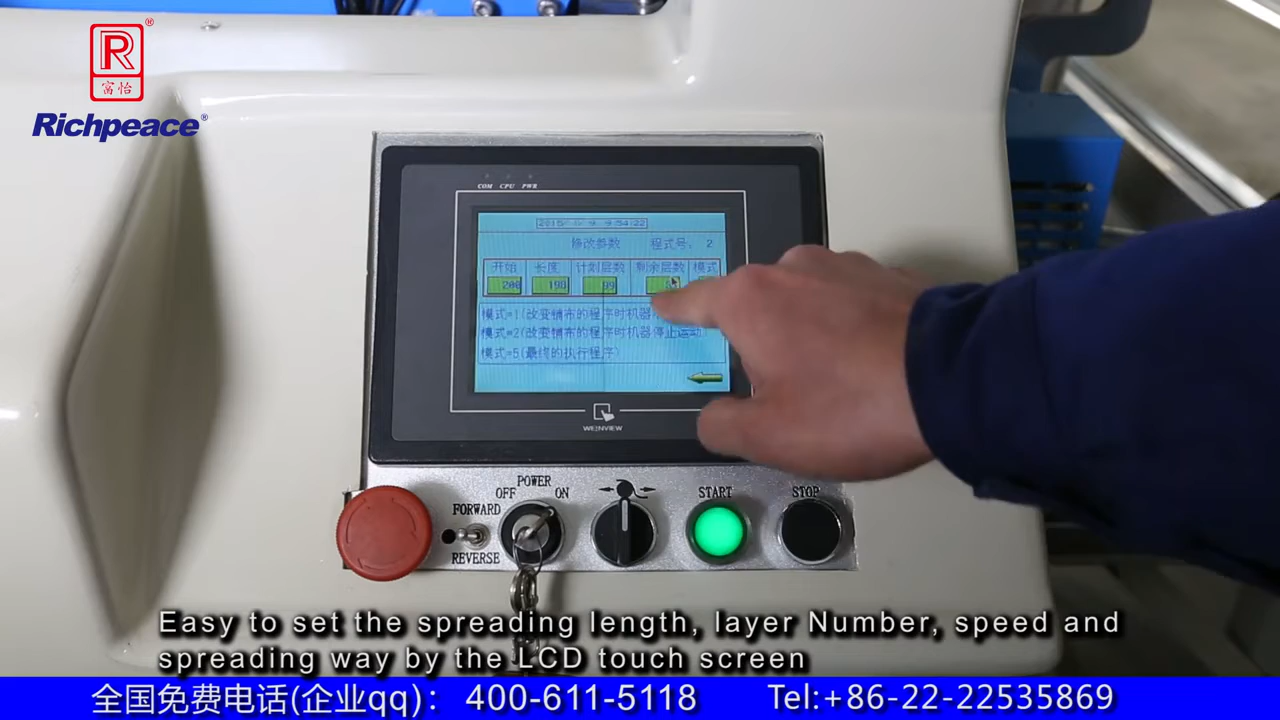 R®
富怡
Richpeace®
COM CPU PWR
修改参数 程式号、 2
开始 长度 计划层数 剩余层数 模式
200 198 99
模式=1(改变铺布的程序时机器
模式=2(改变铺布的程序时机器停止运动)
模式=5(最终的执行程序)
WEINVIEW
POWER
OFF ON
FORWARD
REVERSE
START
STOP
Easy to set the spreading length, layer Number, speed and
spreading way by the LCD touch screen
全国免费电话(企业qq)：400-611-5118 Tel:+86-22-22535869